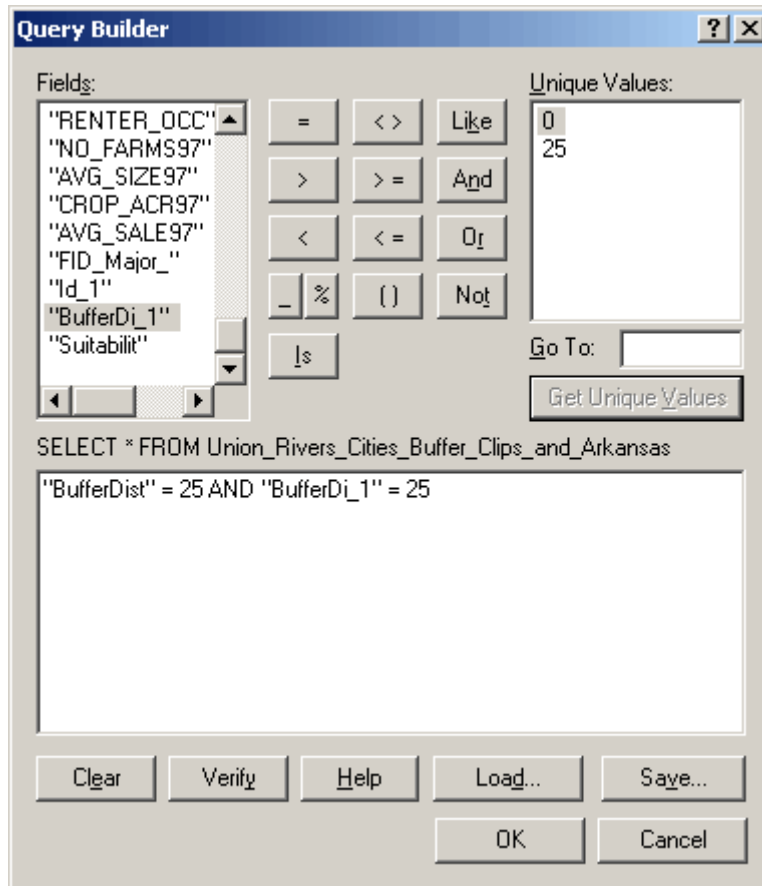 Query Builder
Fields:
"RENTER_OCC"
"NO_FARMS97"
"AVG_SIZE97"
"CROP_ACR97"
"AVG_SALE97"
"FID_Major_"
"Id_1"
"BufferDi_1"
"Suitabilit"
= < > Like
> > = And
< < = Or
_ % ( ) Not
Is
Unique Values:
0
25
Go To:
Get Unique Values
SELECT * FROM Union_Rivers_Cities_Buffer_Clips_and_Arkansas
"BufferDist" = 25 AND "BufferDi_1" = 25
Clear Verify Help Load... Save...
OK Cancel